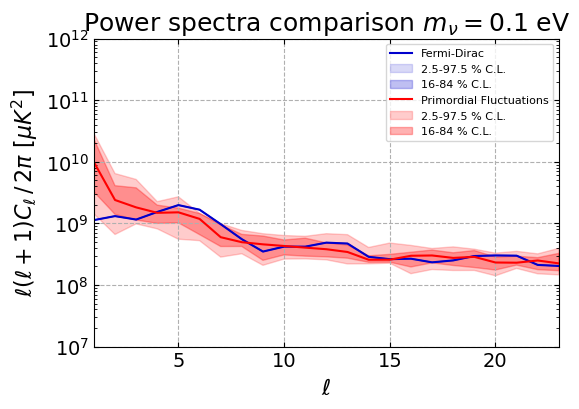 Power spectra comparison $m_\nu = 0.1$ eV
Fermi-Dirac
2.5-97.5 % C.L.
16-84 % C.L.
Primordial Fluctuations
2.5-97.5 % C.L.
16-84 % C.L.
$\ell(\ell+1)C_\ell\,/\,2\pi\ [\mu K^2]$
$10^{12}$
$10^{11}$
$10^{10}$
$10^9$
$10^8$
$10^7$
5 10 15 20
$\ell$